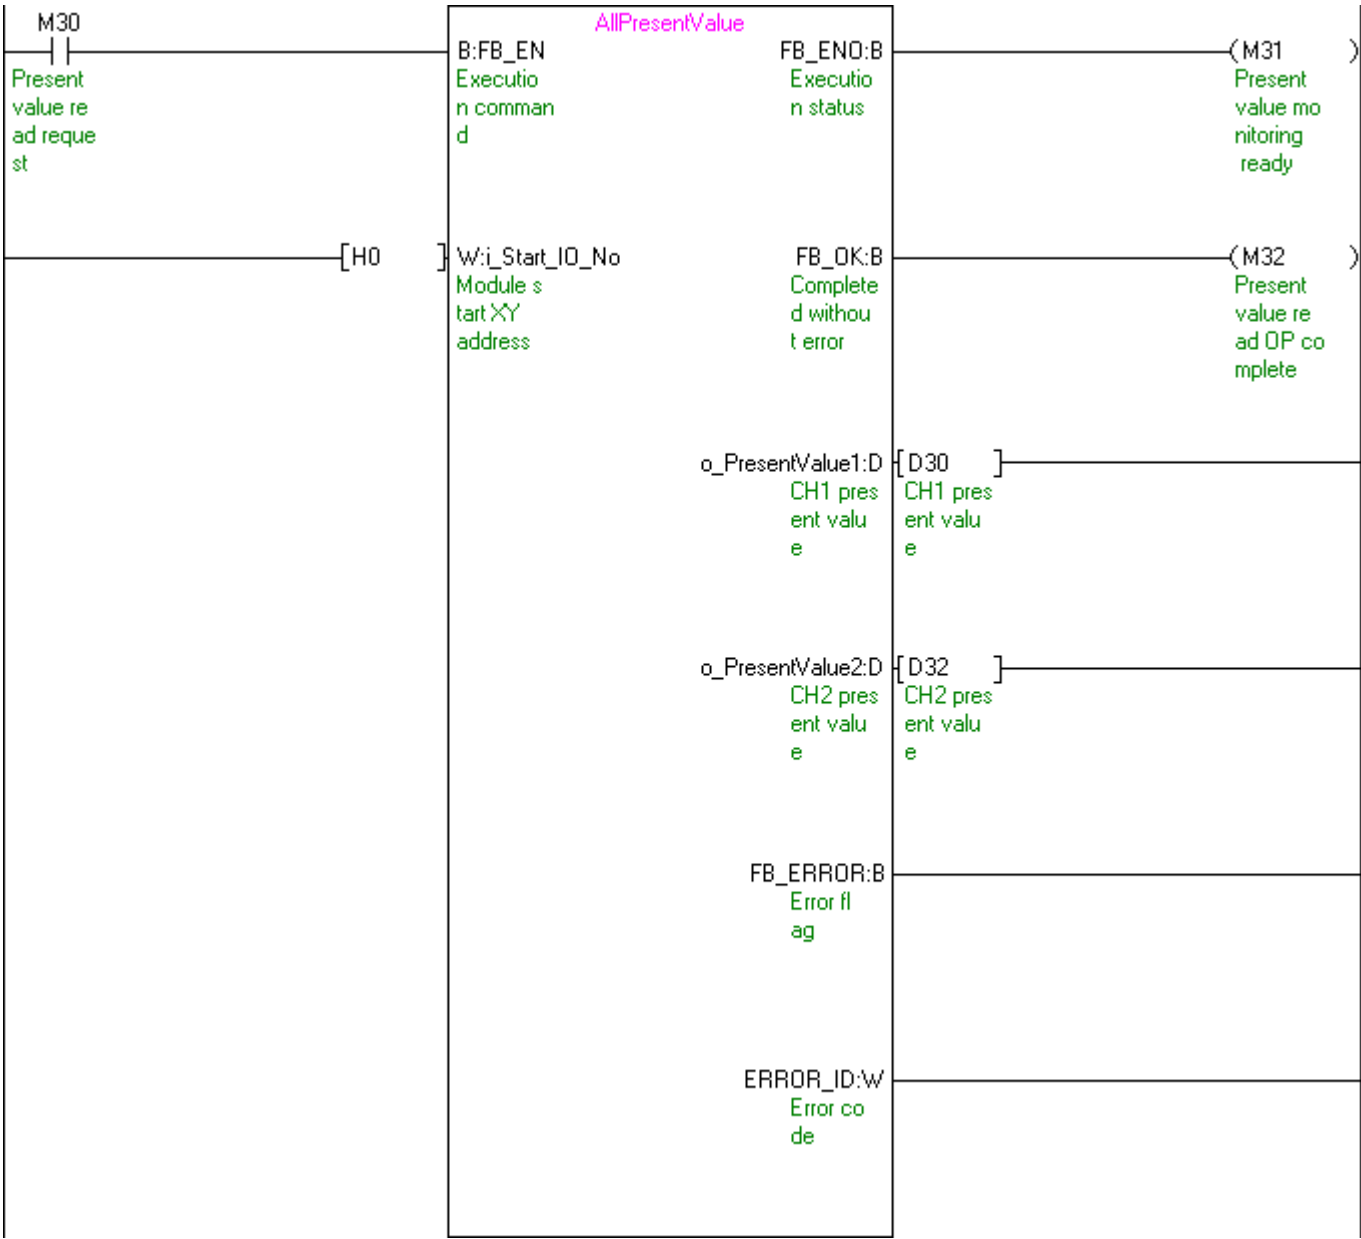 M30
AllPresentValue
B:FB_EN
FB_ENO:B
(M31 )
Present
value re
ad reque
st
Executio
n comman
d
Executio
n status
Present
value mo
nitoring
ready
[H0 ]
W:i_Start_IO_No
FB_OK:B
(M32 )
Module s
tart XY
address
Complete
d withou
t error
Present
value re
ad OP co
mplete
o_PresentValue1:D
[D30 ]
CH1 pres
ent valu
e
CH1 pres
ent valu
e
o_PresentValue2:D
[D32 ]
CH2 pres
ent valu
e
CH2 pres
ent valu
e
FB_ERROR:B
Error fl
ag
ERROR_ID:W
Error co
de